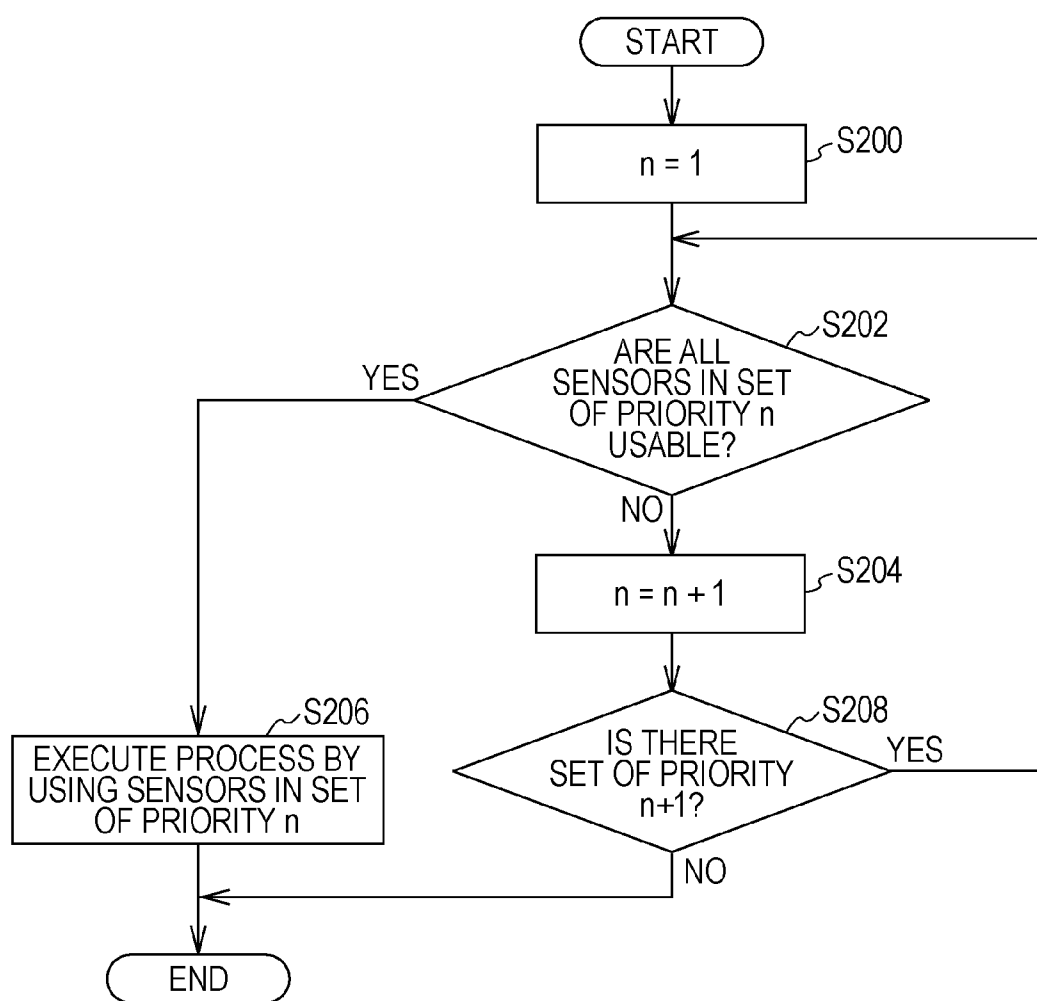 START
n = 1
S200
S202
ARE ALL
SENSORS IN SET
OF PRIORITY n
USABLE?
YES
NO
n = n + 1
S204
S206
EXECUTE PROCESS BY
USING SENSORS IN SET
OF PRIORITY n
S208
IS THERE
SET OF PRIORITY
n+1?
YES
NO
END